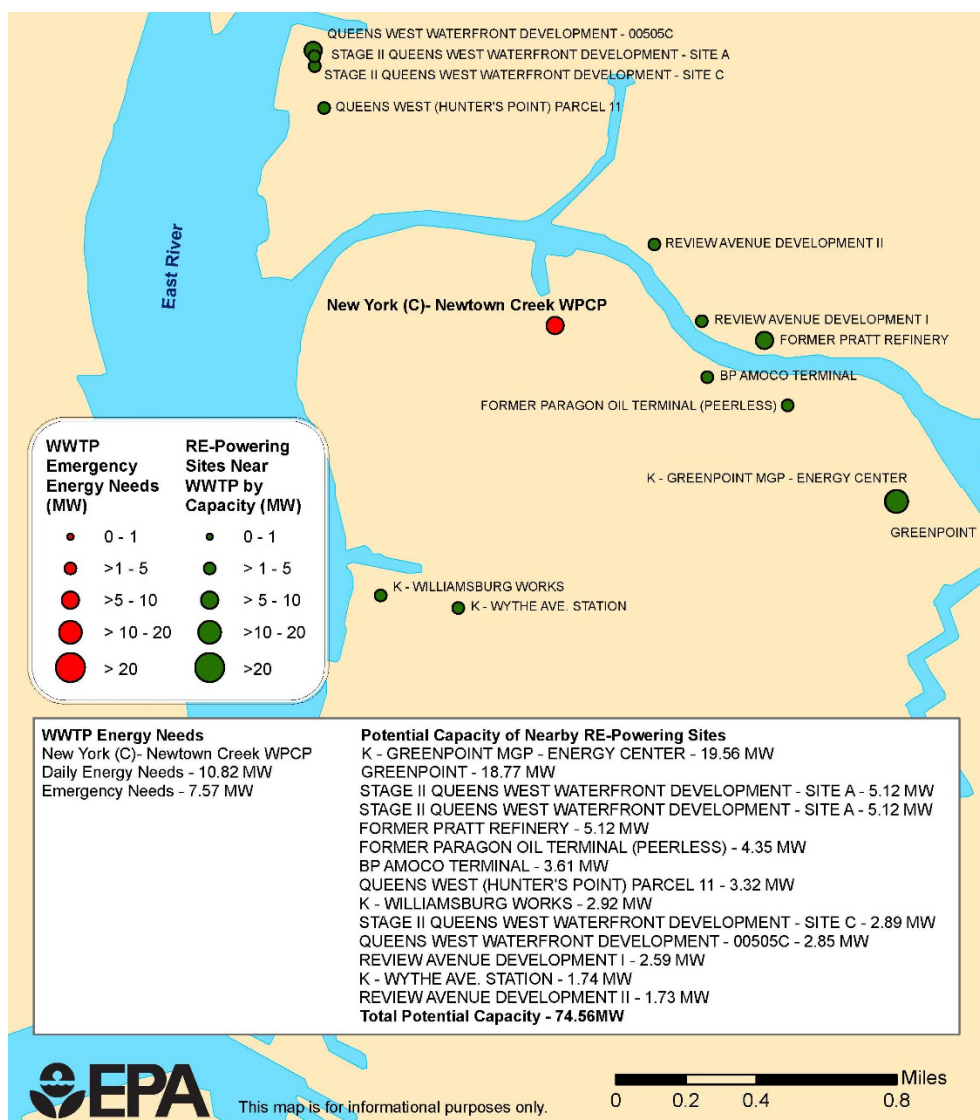 QUEENS WEST WATERFRONT DEVELOPMENT - 00505C
STAGE II QUEENS WEST WATERFRONT DEVELOPMENT - SITE A
STAGE II QUEENS WEST WATERFRONT DEVELOPMENT - SITE C
QUEENS WEST (HUNTER'S POINT) PARCEL 11
East River
REVIEW AVENUE DEVELOPMENT II
New York (C)- Newtown Creek WPCP
REVIEW AVENUE DEVELOPMENT I
FORMER PRATT REFINERY
BP AMOCO TERMINAL
FORMER PARAGON OIL TERMINAL (PEERLESS)
K - GREENPOINT MGP - ENERGY CENTER
GREENPOINT
K - WILLIAMSBURG WORKS
K - WYTHE AVE. STATION
WWTP
Emergency
Energy Needs
(MW)
0 - 1
>1 - 5
>5 - 10
> 10 - 20
> 20
RE-Powering
Sites Near
WWTP by
Capacity (MW)
0 - 1
> 1 - 5
> 5 - 10
>10 - 20
>20
WWTP Energy Needs
New York (C)- Newtown Creek WPCP
Daily Energy Needs - 10.82 MW
Emergency Needs - 7.57 MW
Potential Capacity of Nearby RE-Powering Sites
K - GREENPOINT MGP - ENERGY CENTER - 19.56 MW
GREENPOINT - 18.77 MW
STAGE II QUEENS WEST WATERFRONT DEVELOPMENT - SITE A - 5.12 MW
STAGE II QUEENS WEST WATERFRONT DEVELOPMENT - SITE A - 5.12 MW
FORMER PRATT REFINERY - 5.12 MW
FORMER PARAGON OIL TERMINAL (PEERLESS) - 4.35 MW
BP AMOCO TERMINAL - 3.61 MW
QUEENS WEST (HUNTER'S POINT) PARCEL 11 - 3.32 MW
K - WILLIAMSBURG WORKS - 2.92 MW
STAGE II QUEENS WEST WATERFRONT DEVELOPMENT - SITE C - 2.89 MW
QUEENS WEST WATERFRONT DEVELOPMENT - 00505C - 2.85 MW
REVIEW AVENUE DEVELOPMENT I - 2.59 MW
K - WYTHE AVE. STATION - 1.74 MW
REVIEW AVENUE DEVELOPMENT II - 1.73 MW
Total Potential Capacity - 74.56MW
EPA
This map is for informational purposes only.
Miles
0 0.2 0.4 0.8